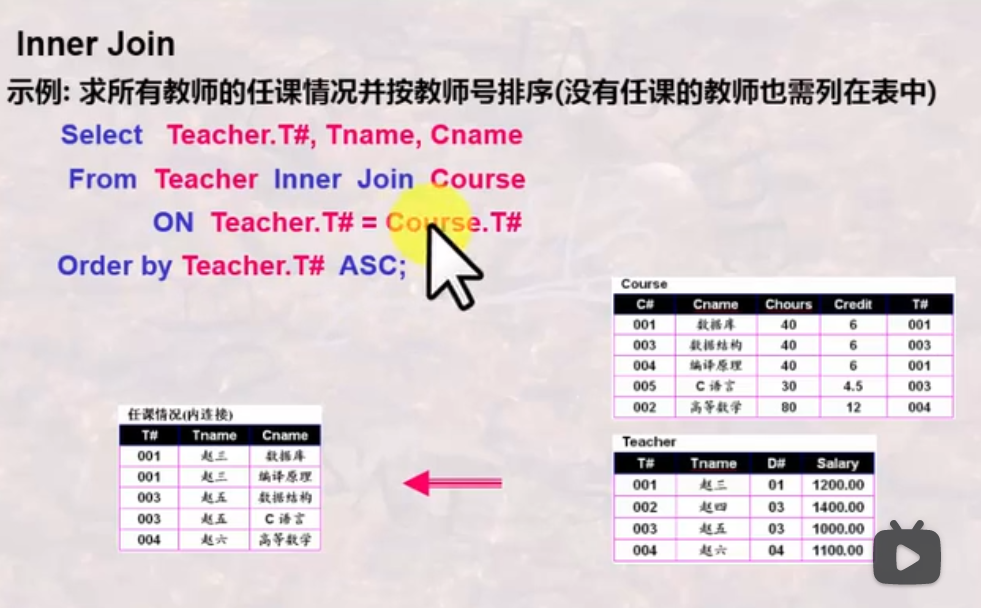 Inner Join
示例: 求所有教师的任课情况并按教师号排序(没有任课的教师也需列在表中)
Select Teacher.T#, Tname, Cname
From Teacher Inner Join Course
ON Teacher.T# = Course.T#
Order by Teacher.T# ASC;
Course
C# Cname Chours Credit T#
001 数据库 40 6 001
003 数据结构 40 6 003
004 编译原理 40 6 001
005 C 语言 30 4.5 003
002 高等数学 80 12 004
任课情况(内连接)
T# Tname Cname
001 赵三 数据库
001 赵三 编译原理
003 赵五 数据结构
003 赵五 C 语言
004 赵六 高等数学
Teacher
T# Tname D# Salary
001 赵三 01 1200.00
002 赵四 03 1400.00
003 赵五 03 1000.00
004 赵六 04 1100.00